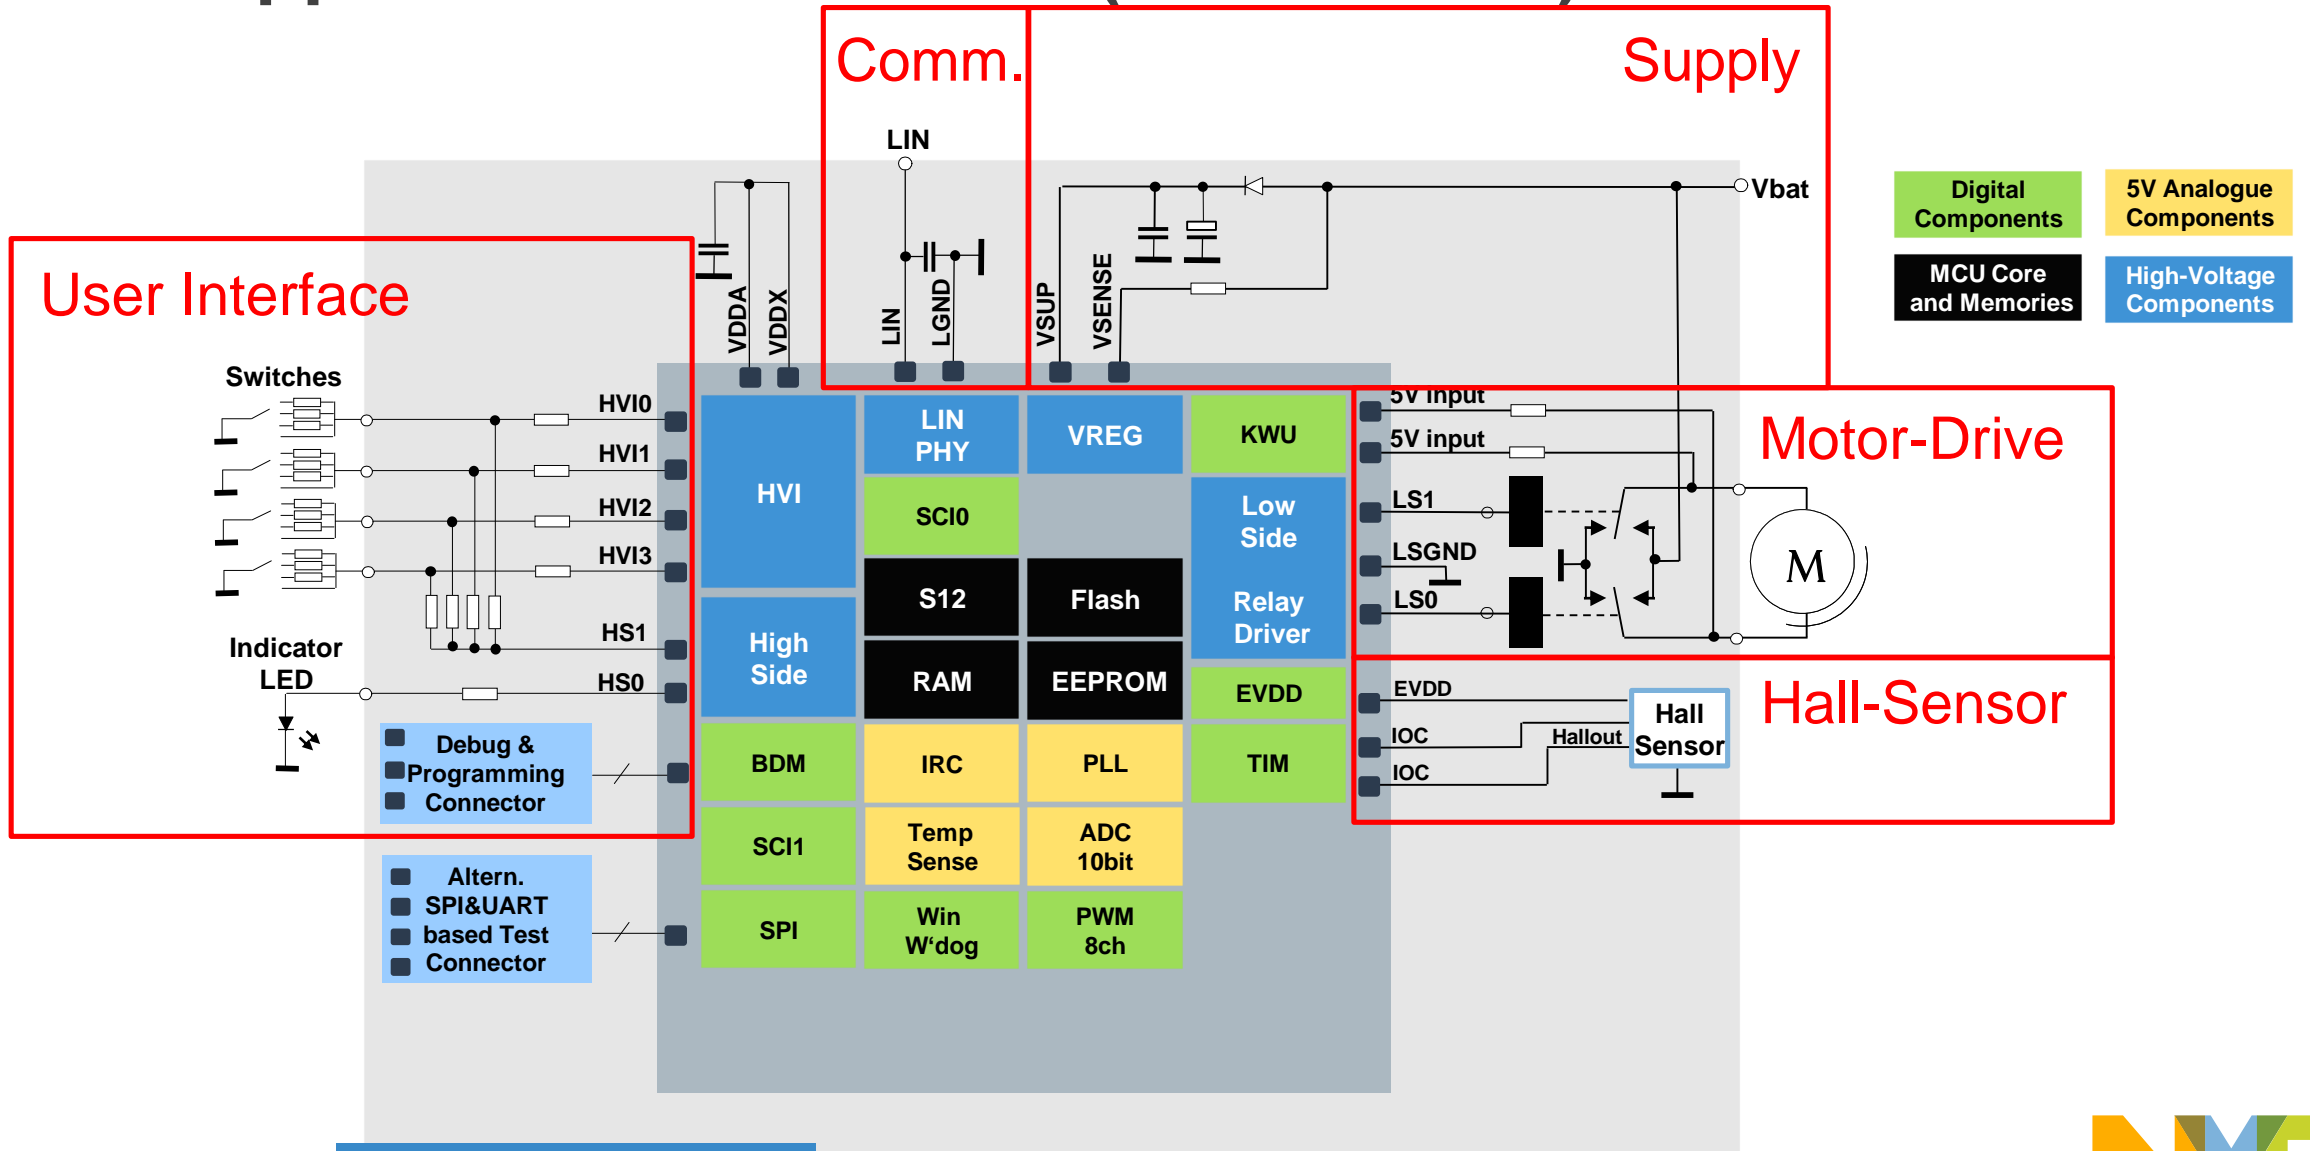 Comm.
Supply
LIN
Vbat
Digital
Components
5V Analogue
Components
MCU Core
and Memories
High-Voltage
Components
User Interface
VDDA
VDDX
LIN
LGND
VSUP
VSENSE
Switches
HVI0
HVI1
HVI2
HVI3
HS1
HS0
Indicator
LED
Debug &
Programming
Connector
Altern.
SPI&UART
based Test
Connector
HVI
LIN
PHY
VREG
KWU
SCI0
Low
Side
Relay
Driver
S12
Flash
High
Side
RAM
EEPROM
EVDD
BDM
IRC
PLL
TIM
SCI1
Temp
Sense
ADC
10bit
SPI
Win
W‘dog
PWM
8ch
5V input
5V input
LS1
LSGND
LS0
Motor-Drive
M
EVDD
IOC
IOC
Hallout
Hall
Sensor
Hall-Sensor